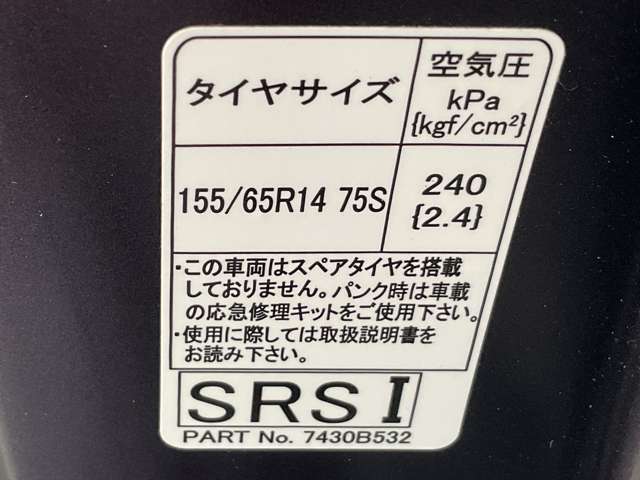 タイヤサイズ
空気圧
kPa
{kgf/cm²}
155/65R14 75S
240
{2.4}
・この車両はスペアタイヤを搭載
しておりません。パンク時は車載
の応急修理キットをご使用下さい。
・使用に際しては取扱説明書を
お読み下さい。
SRS I
PART No. 7430B532